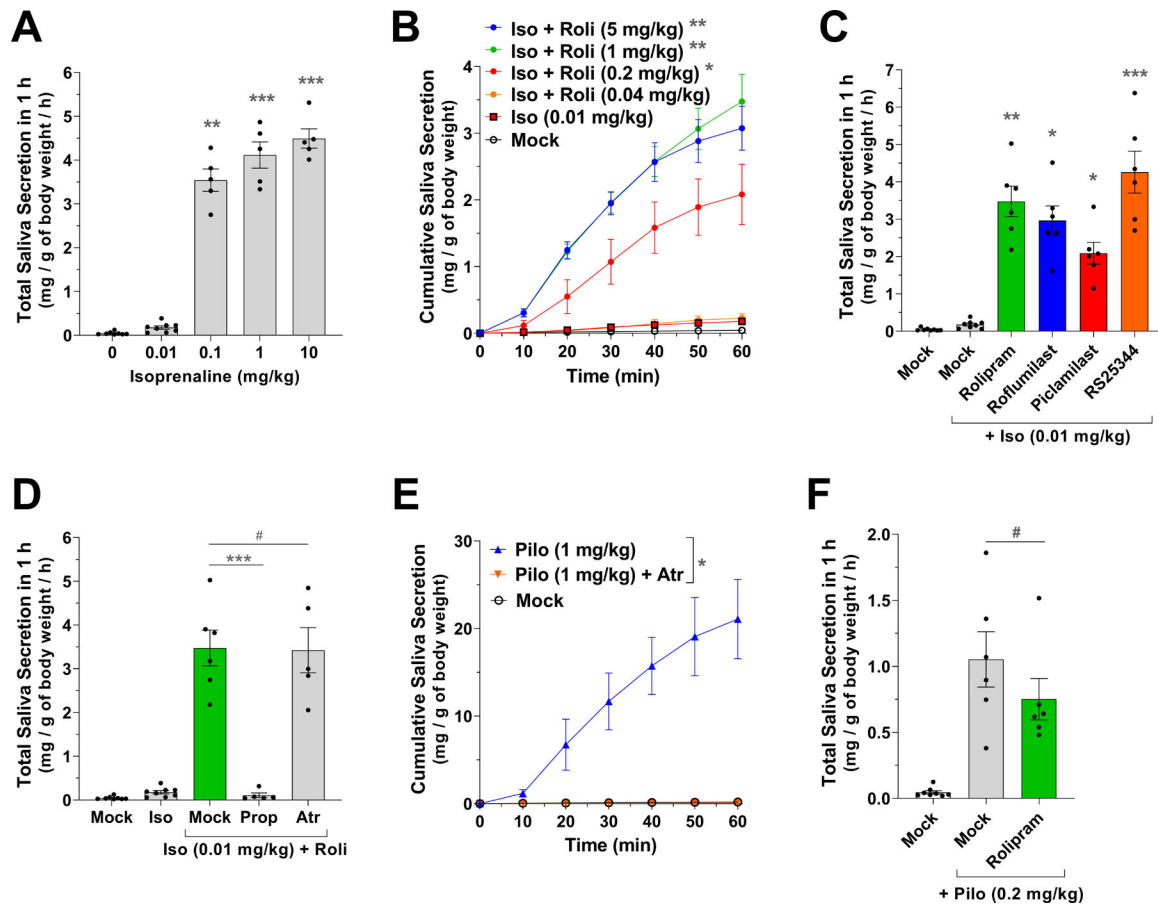 A
Total Saliva Secretion in 1 h
(mg / g of body weight / h)
6
5
4
3
2
1
0
**
***
***
0
0.01
0.1
1
10
Isoprenaline (mg/kg)
B
Iso + Roli (5 mg/kg) **
Iso + Roli (1 mg/kg) **
Iso + Roli (0.2 mg/kg) *
Iso + Roli (0.04 mg/kg)
Iso (0.01 mg/kg)
Mock
Cumulative Saliva Secretion
(mg / g of body weight)
4
3
2
1
0
0
10
20
30
40
50
60
Time (min)
C
Total Saliva Secretion in 1 h
(mg / g of body weight / h)
7
6
5
4
3
2
1
0
**
*
*
***
Mock
Mock
Rolipram
Roflumilast
Piclamilast
RS25344
+ Iso (0.01 mg/kg)
D
Total Saliva Secretion in 1 h
(mg / g of body weight / h)
6
5
4
3
2
1
0
#
***
Mock
Iso
Mock
Prop
Atr
Iso (0.01 mg/kg) + Roli
E
Pilo (1 mg/kg)
Pilo (1 mg/kg) + Atr
*
Mock
Cumulative Saliva Secretion
(mg / g of body weight)
30
20
10
0
0
10
20
30
40
50
60
Time (min)
F
Total Saliva Secretion in 1 h
(mg / g of body weight / h)
2.0
1.5
1.0
0.5
0.0
#
Mock
Mock
Rolipram
+ Pilo (0.2 mg/kg)